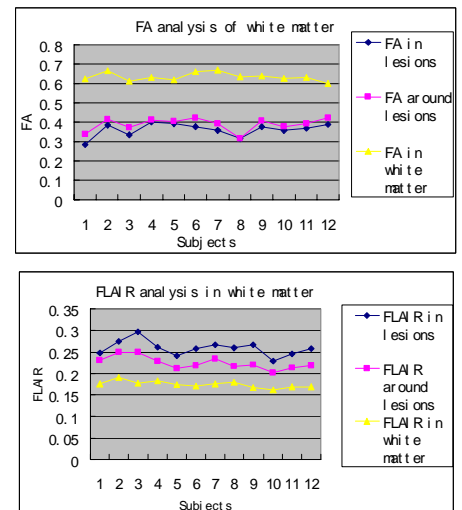 FA analysis of white matter
0.8
0.7
0.6
0.5
0.4
0.3
0.2
0.1
0
FA
1 2 3 4 5 6 7 8 9 10 11 12
Subjects
FA in
lesions
FA around
lesions
FA in
white
matter
FLAIR analysis in white matter
0.35
0.3
0.25
0.2
0.15
0.1
0.05
0
FLAIR
1 2 3 4 5 6 7 8 9 10 11 12
Subjects
FLAIR in
lesions
FLAIR
around
lesions
FLAIR in
white
matter